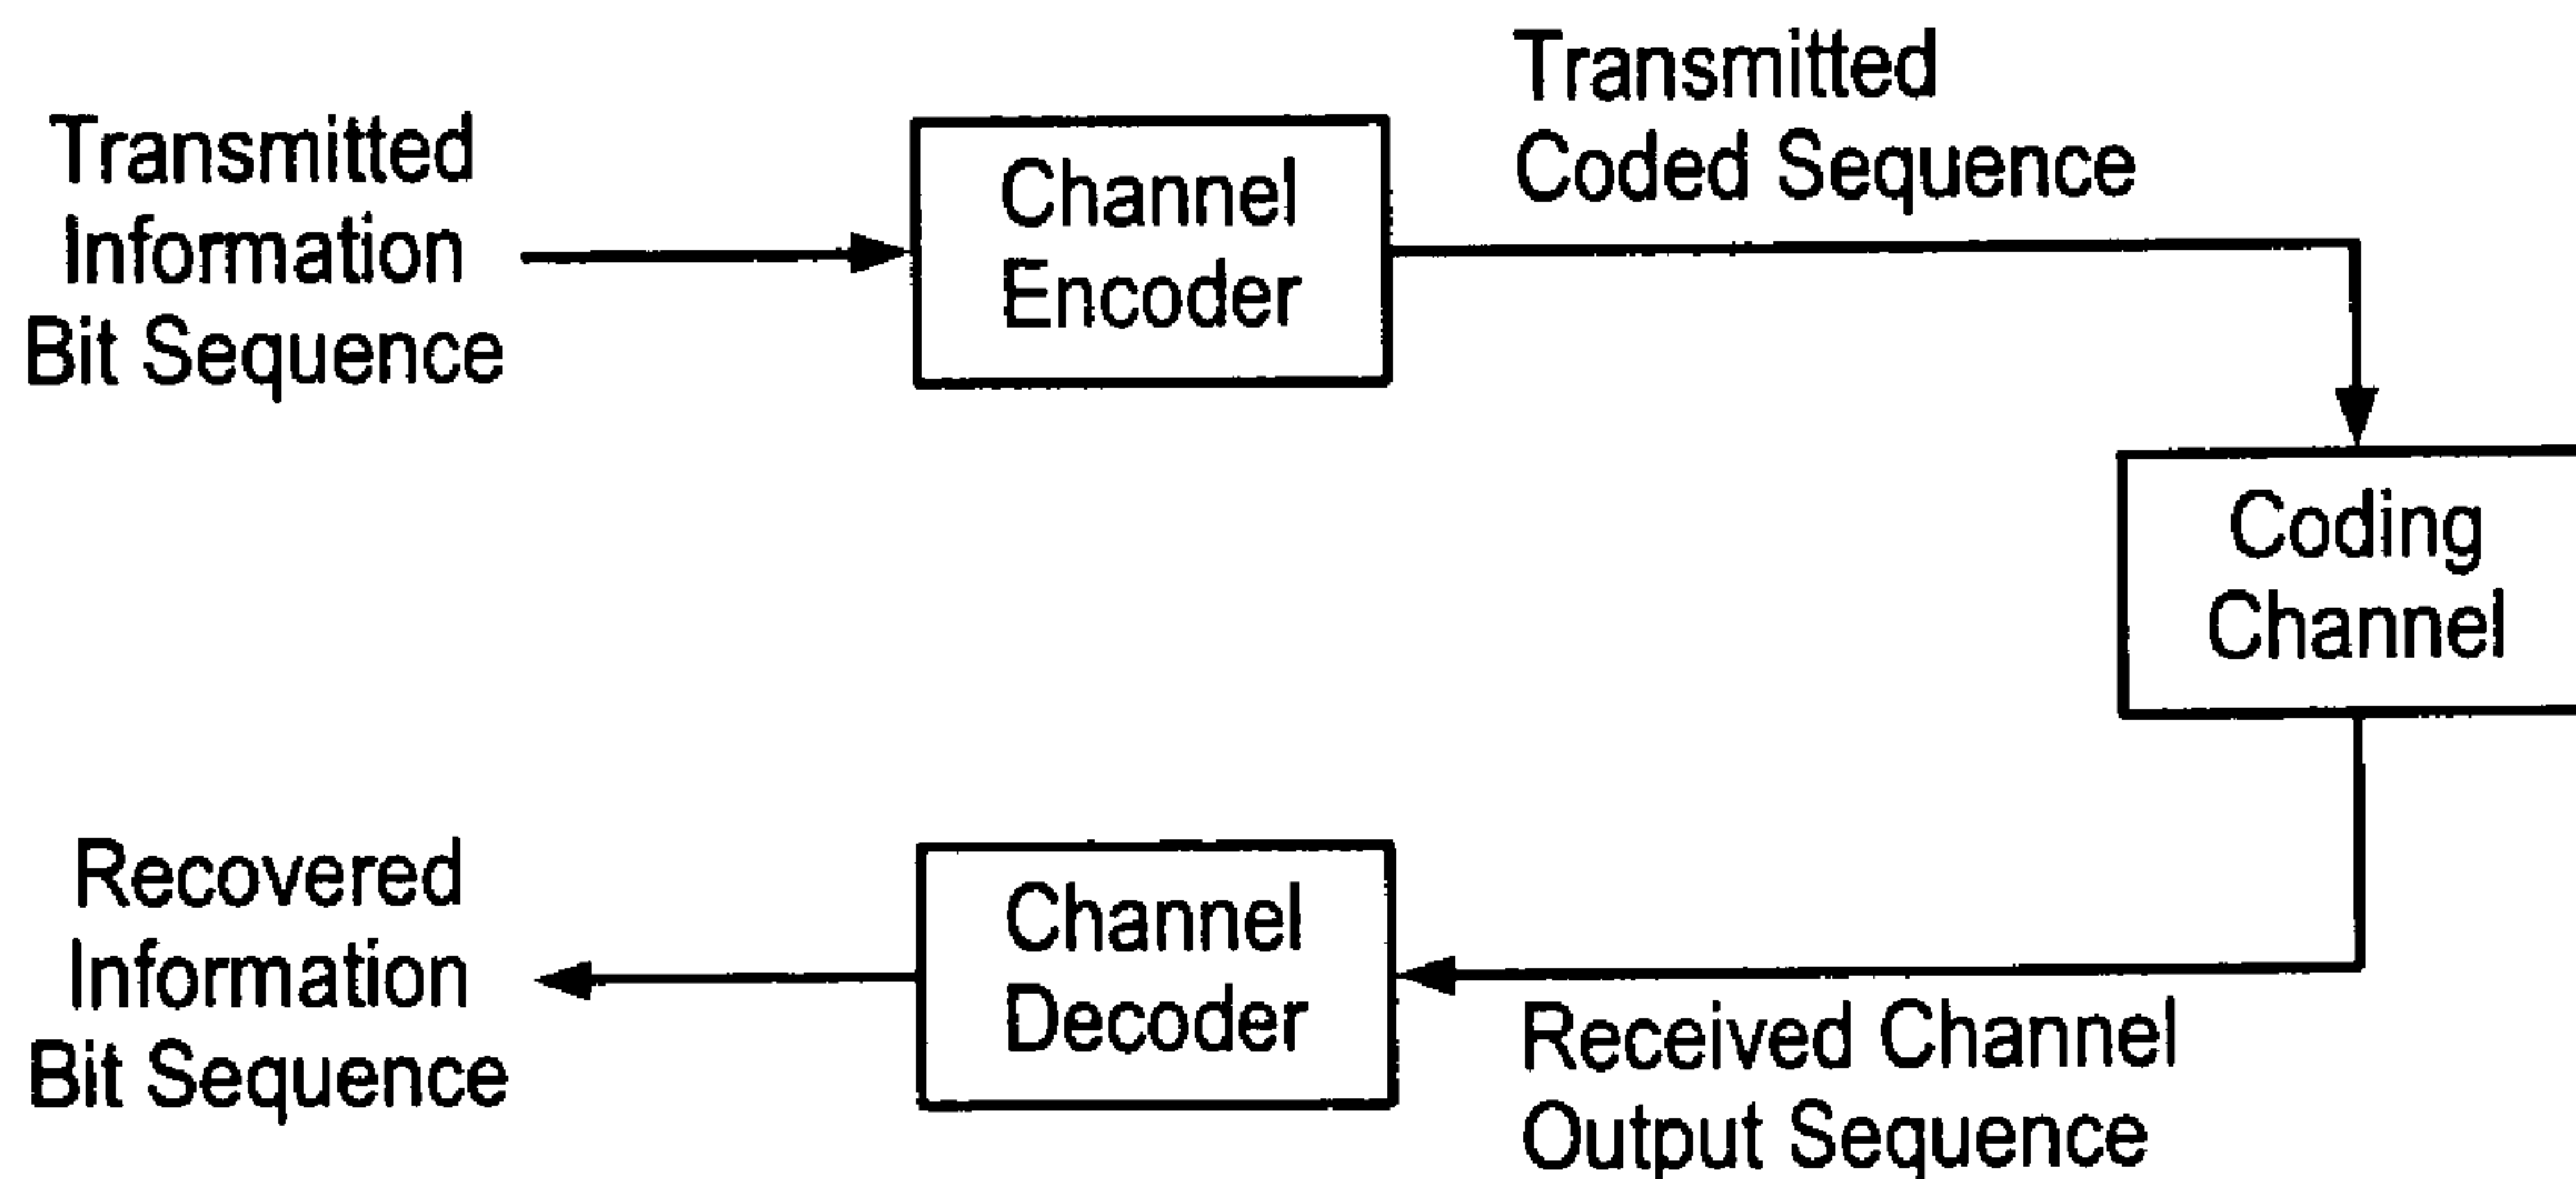 Transmitted
Information
Bit Sequence
Channel
Encoder
Transmitted
Coded Sequence
Coding
Channel
Recovered
Information
Bit Sequence
Channel
Decoder
Received Channel
Output Sequence